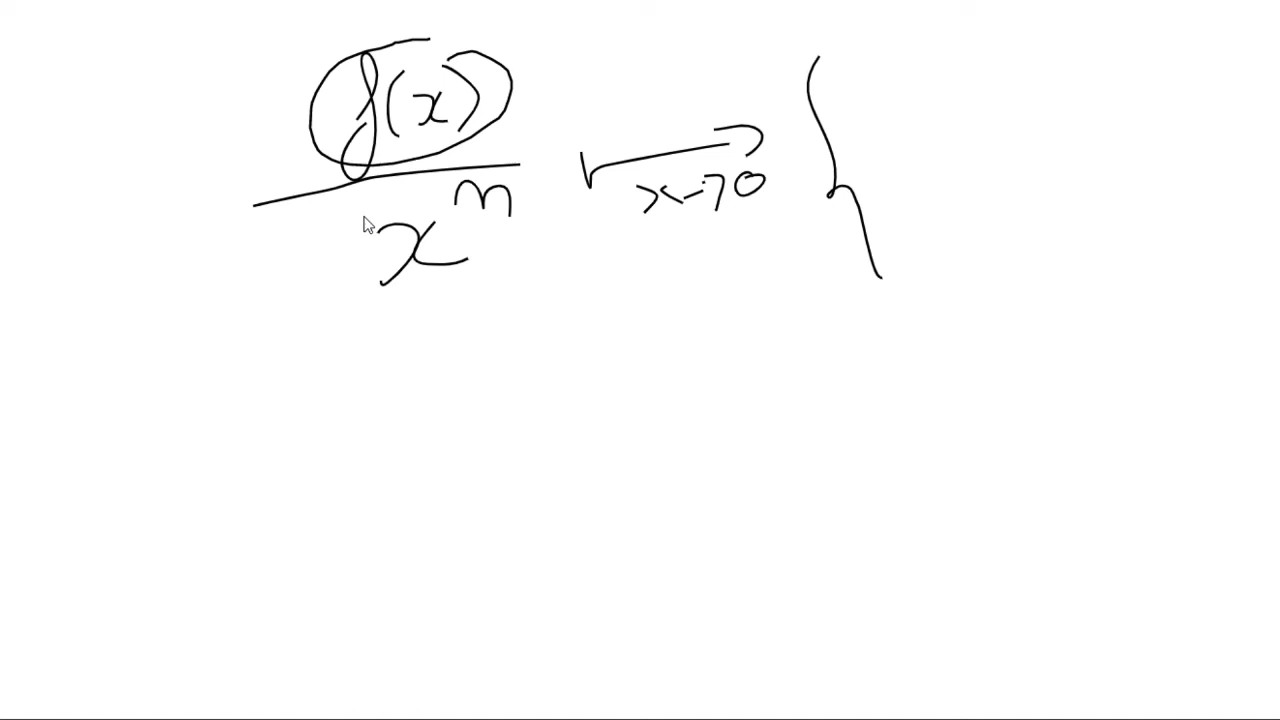 f(x) / x^n ⟼ {
x→0